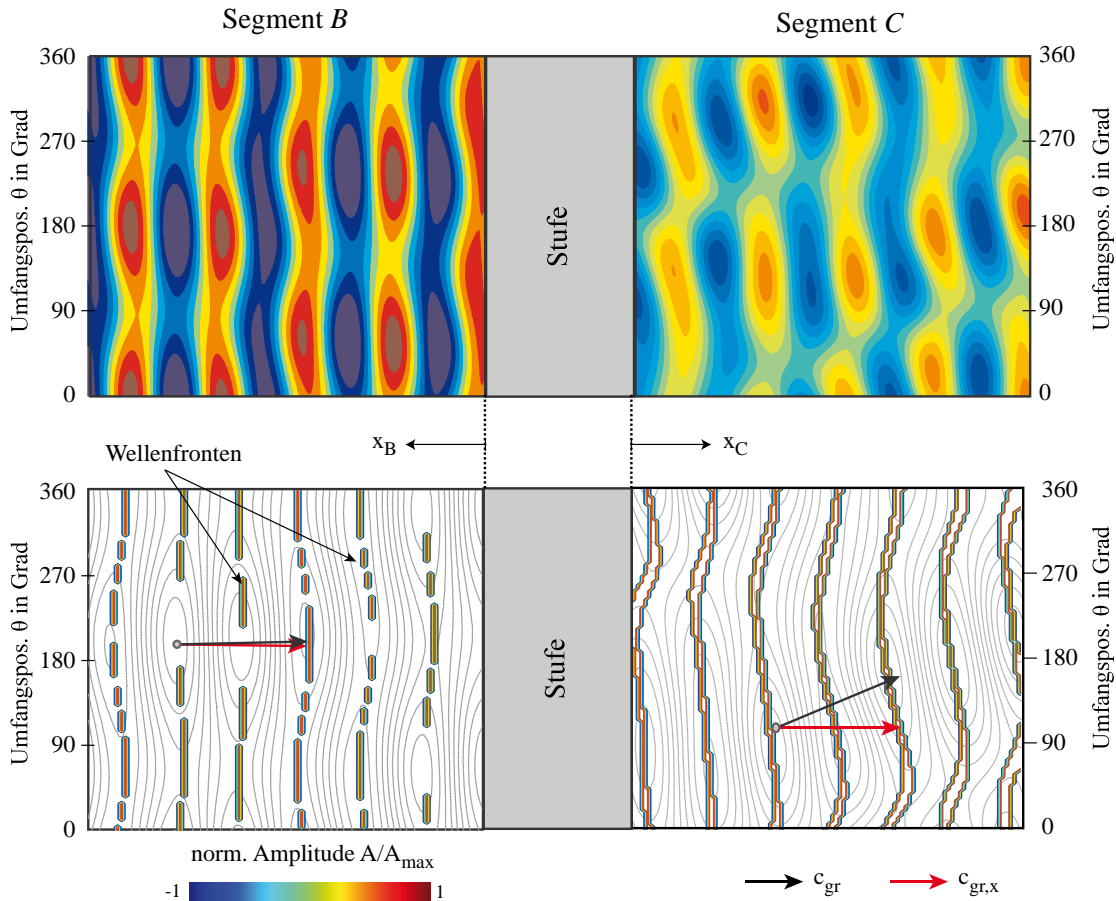 Segment B
Segment C
Umfangspos. θ in Grad
360
270
180
90
0
Stufe
360
270
180
90
0
Umfangspos. θ in Grad
x_B
x_C
Wellenfronten
Umfangspos. θ in Grad
360
270
180
90
0
Stufe
360
270
180
90
0
Umfangspos. θ in Grad
norm. Amplitude A/A_max
-1
1
c_gr
c_gr,x